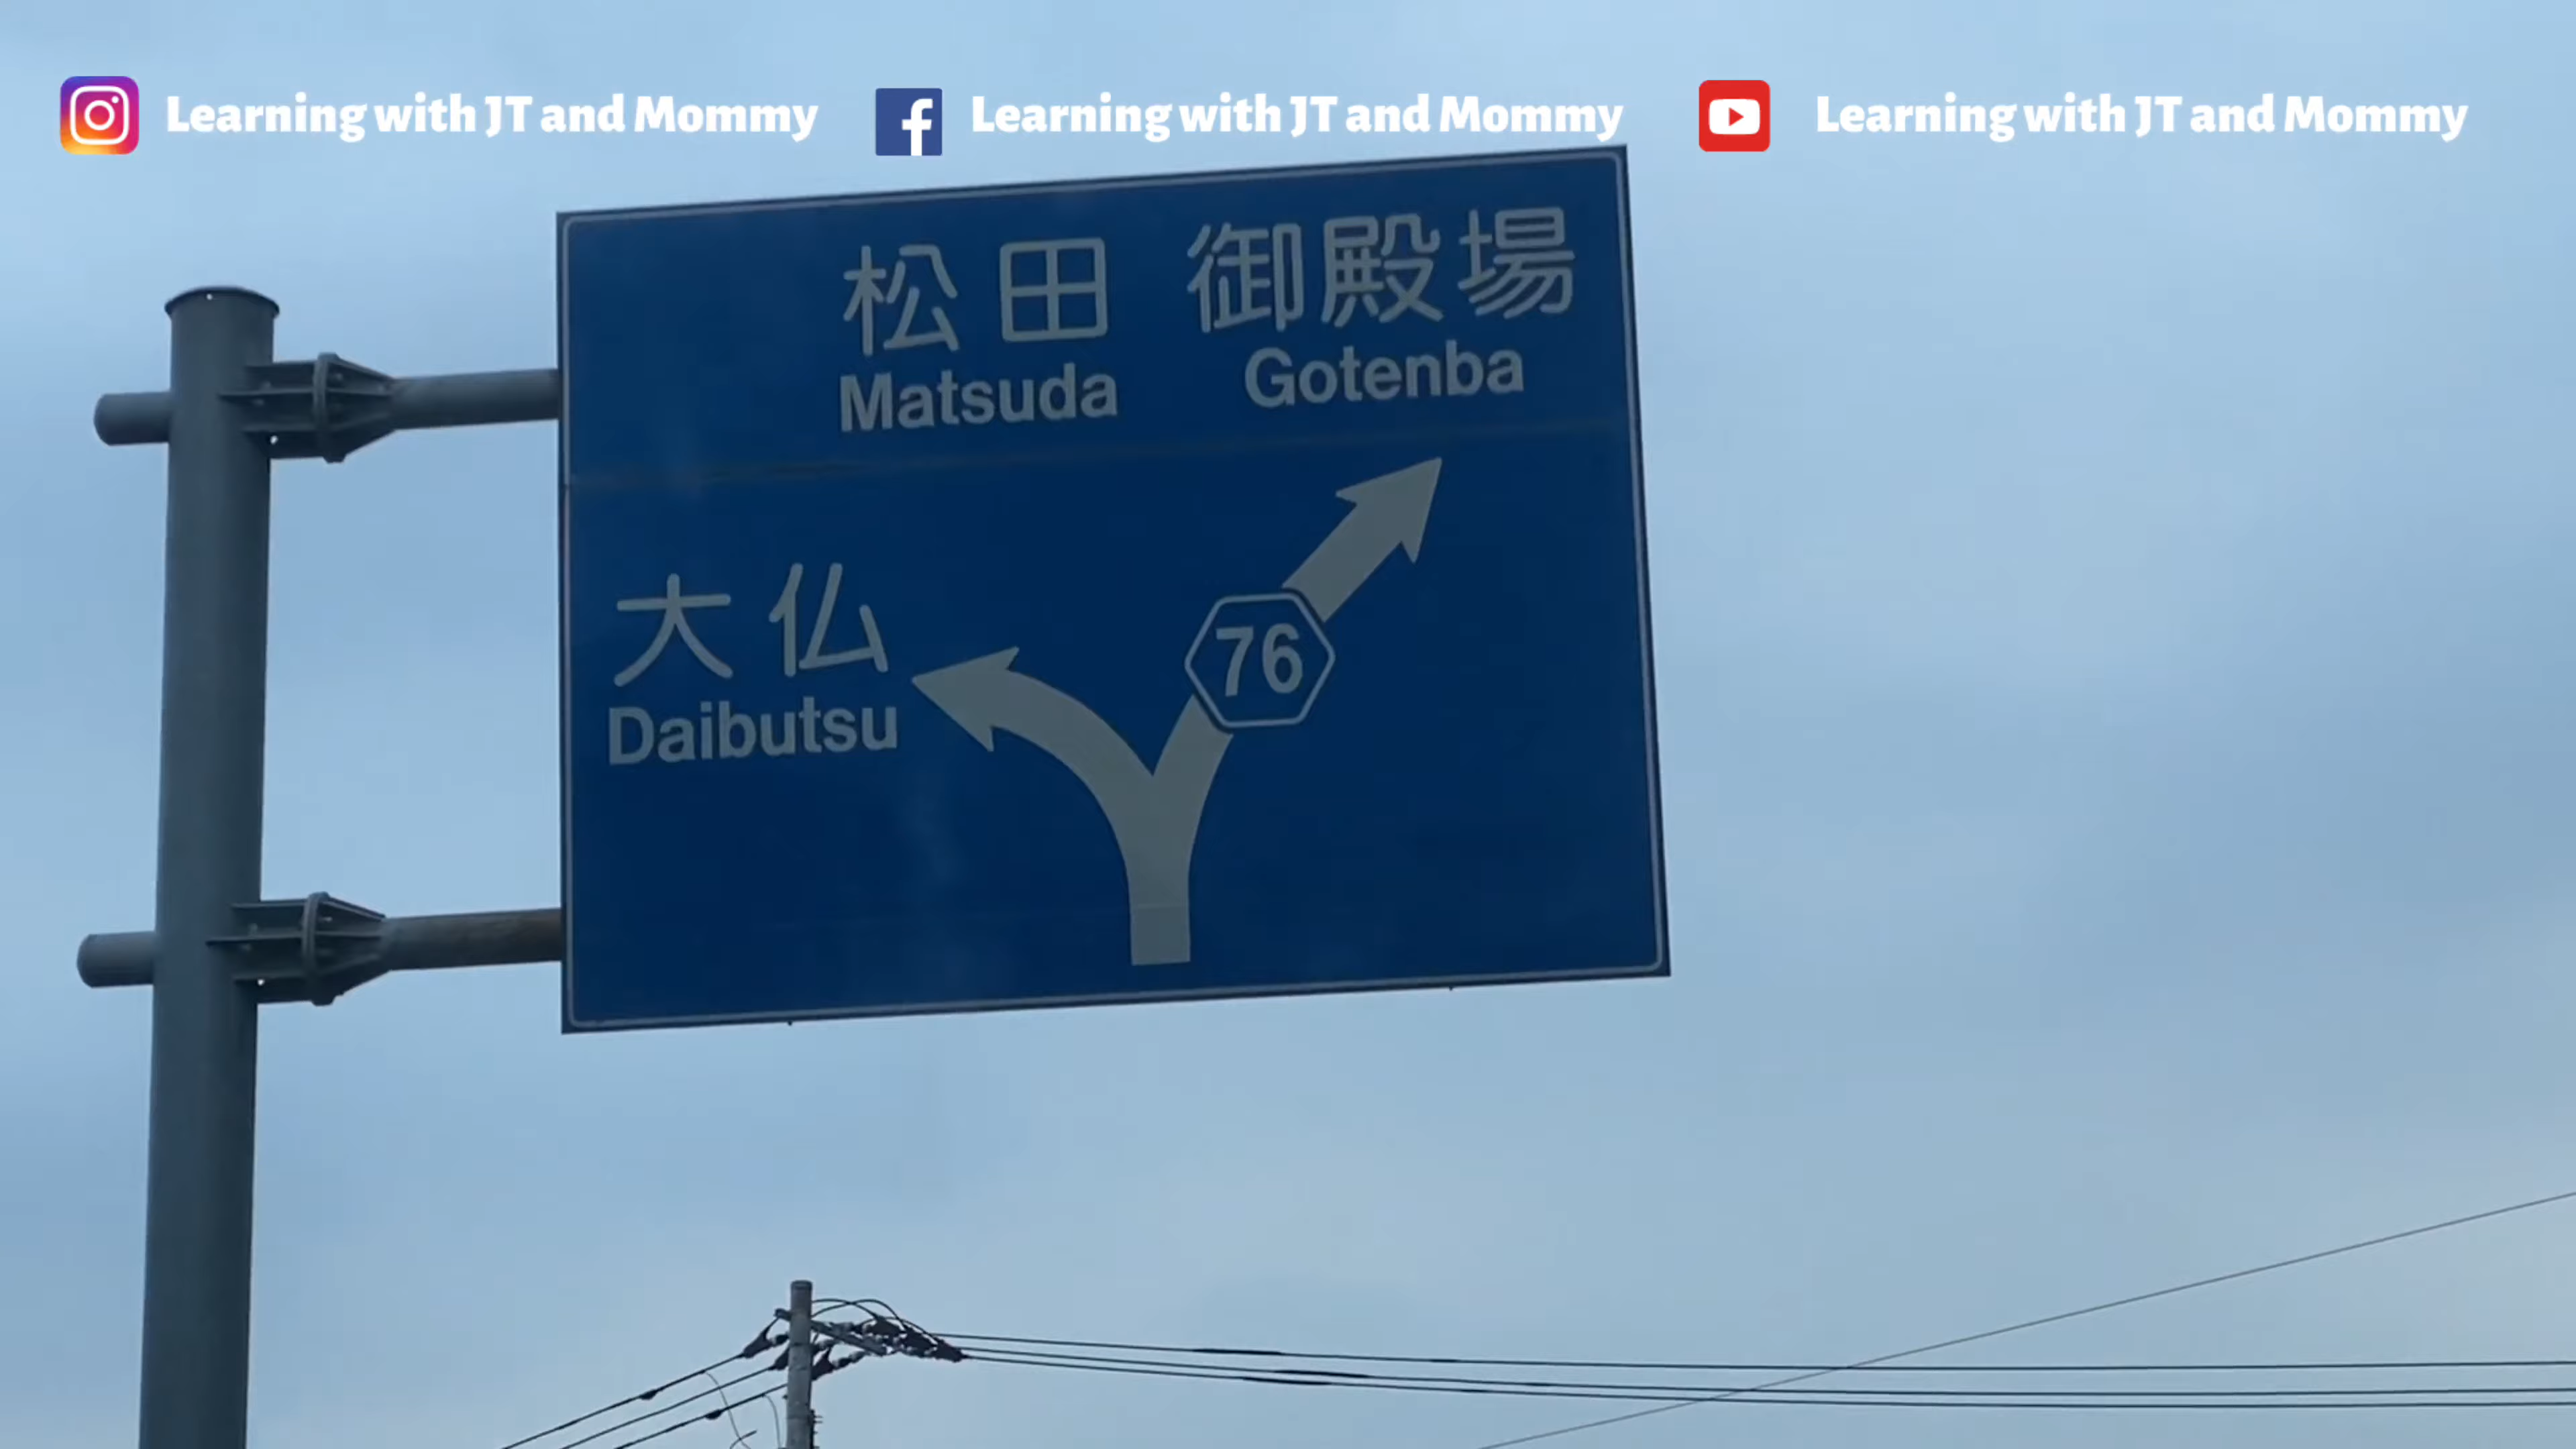 Learning with JT and Mommy
Learning with JT and Mommy
Learning with JT and Mommy
松田 御殿場
Matsuda Gotenba
大仏
Daibutsu
76